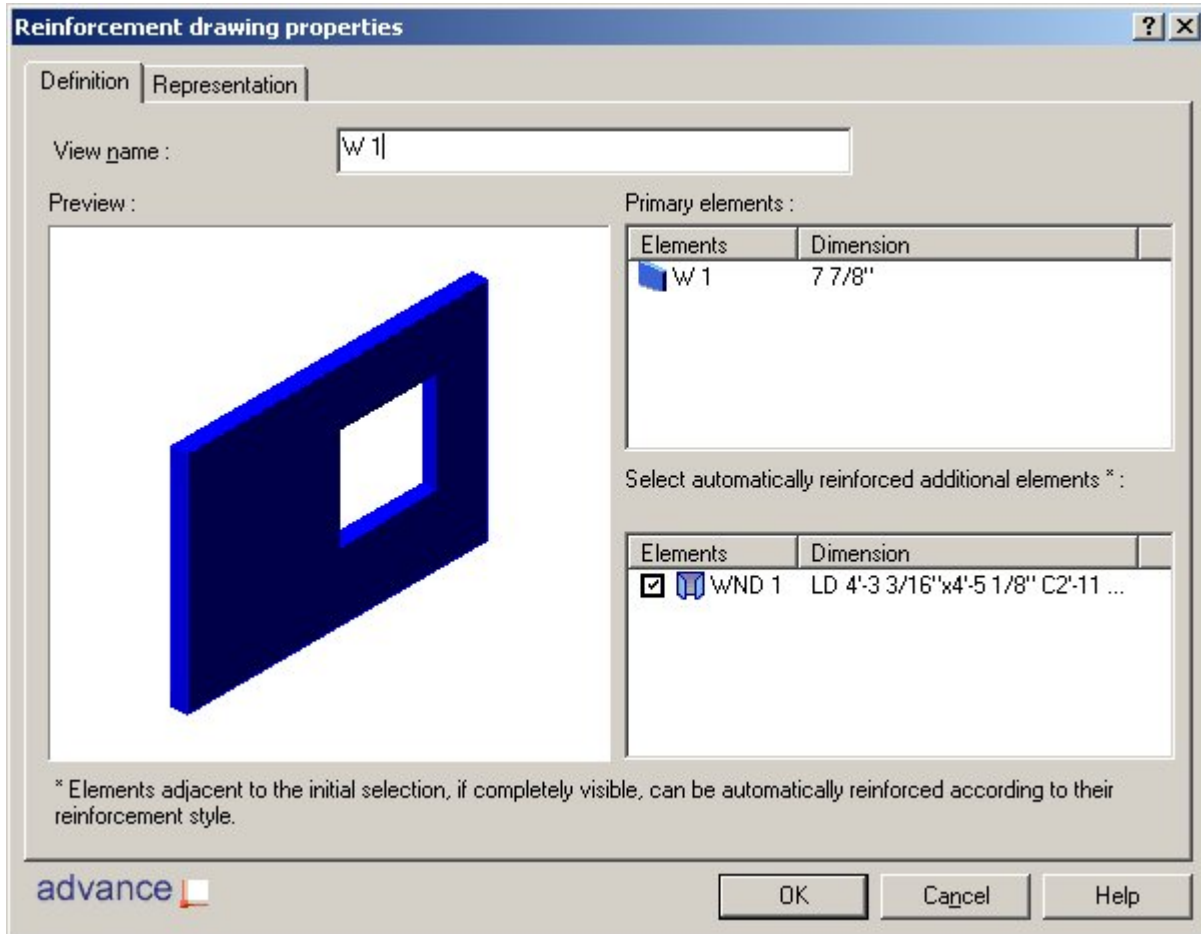 Reinforcement drawing properties
Definition Representation
View name : W 1
Preview :
Primary elements :
Elements Dimension
W 1 7 7/8"
Select automatically reinforced additional elements * :
Elements Dimension
WND 1 LD 4'-3 3/16"x4'-5 1/8" C2'-11 ...
* Elements adjacent to the initial selection, if completely visible, can be automatically reinforced according to their
reinforcement style.
advance
OK Cancel Help